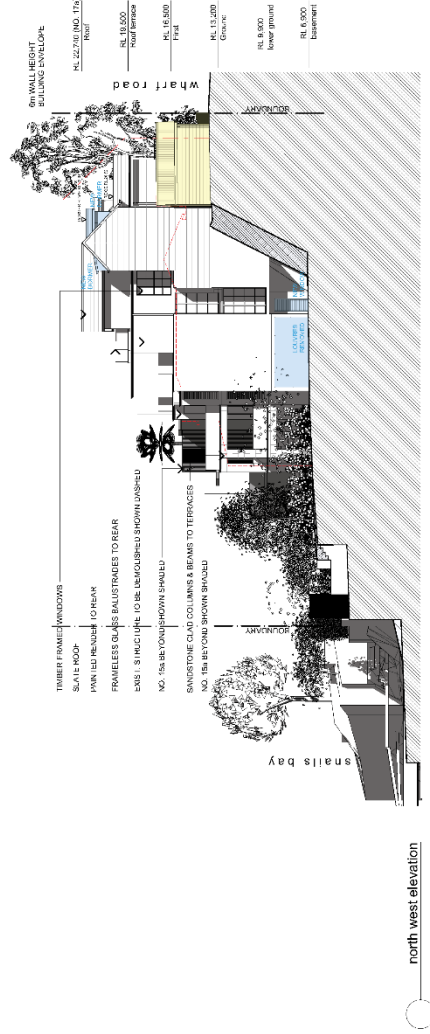 6m WALL HEIGHT
BUILDING ENVELOPE
RL 22,740 (NO. 17a)
Roof
RL 19,500
Roof terrace
RL 16,500
First
RL 13,200
Ground
RL 9,900
lower ground
RL 6,900
basement
wharf road
BOUNDARY
NEW
DORMER
LOUVRES
REMOVED
TIMBER FRAMED WINDOWS
SLATE ROOF
PAINTED RENDER TO REAR
FRAMELESS GLASS BALUSTRADES TO REAR
EXIST. STRUCTURE TO BE DEMOLISHED SHOWN DASHED
NO. 15a BEYOND SHOWN SHADED
SANDSTONE CLAD COLUMNS & BEAMS TO TERRACES
NO. 15a BEYOND SHOWN SHADED
BOUNDARY
snails bay
north west elevation